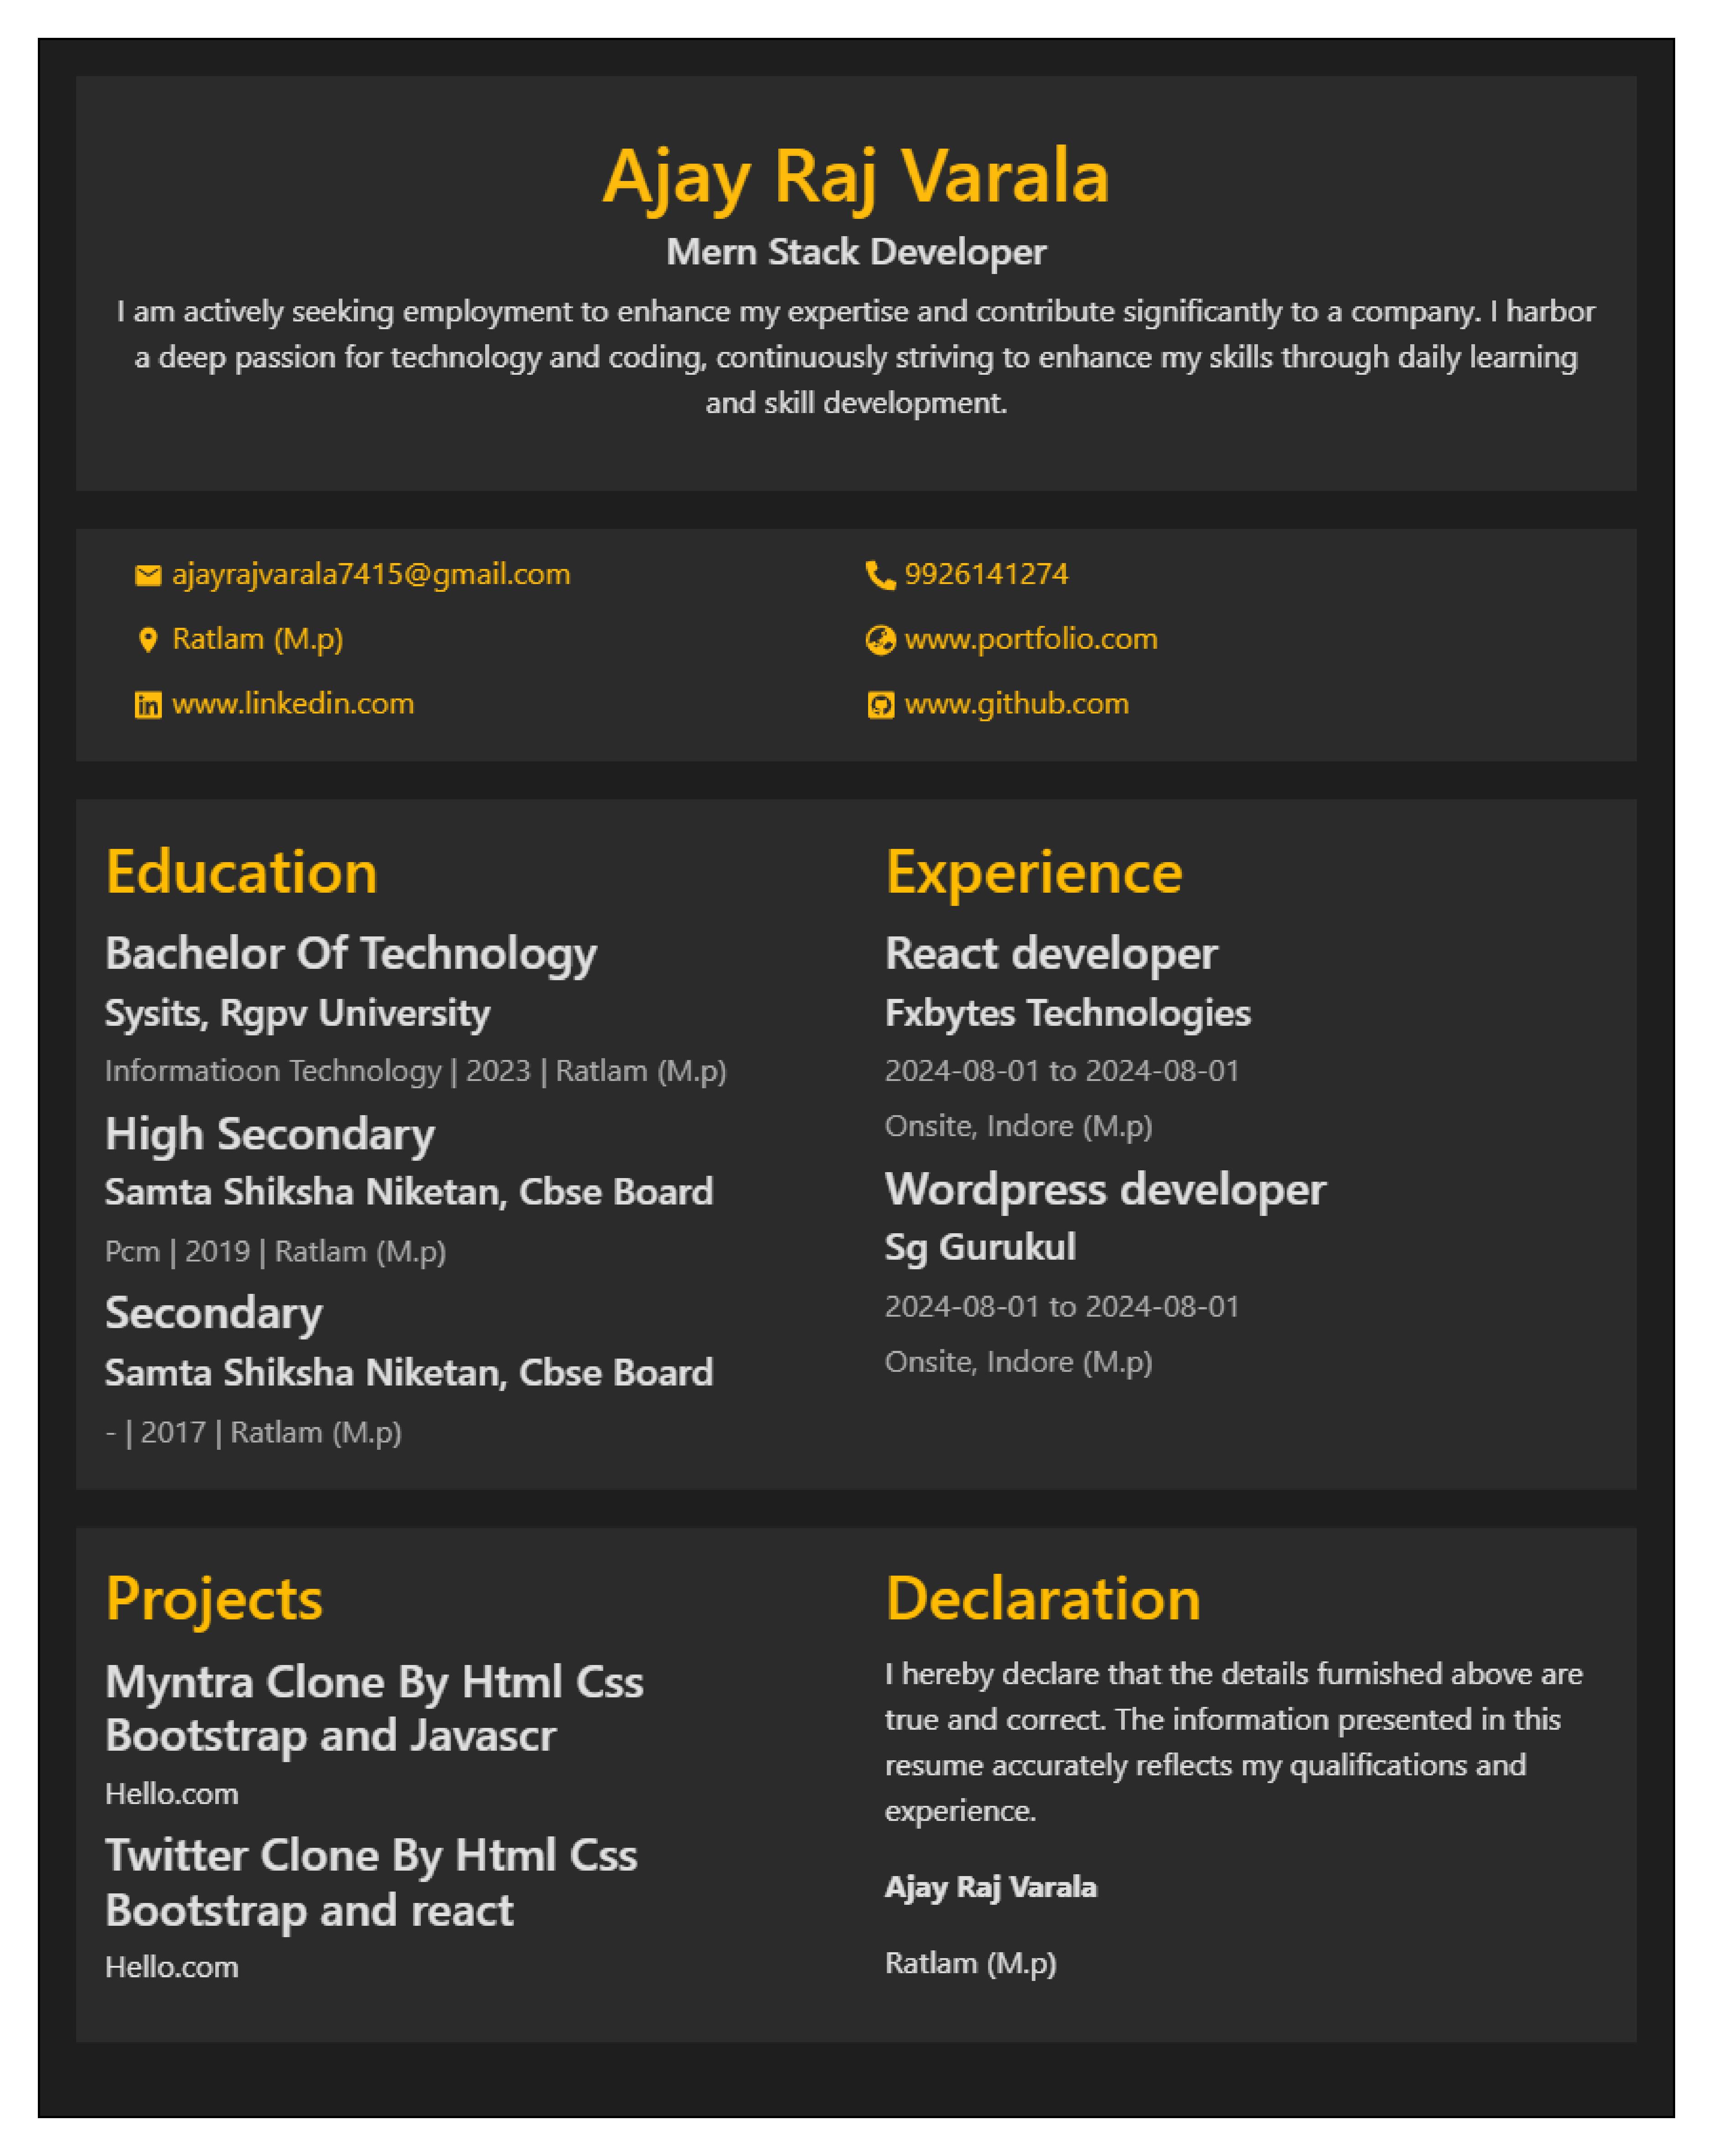 Ajay Raj Varala
Mern Stack Developer
I am actively seeking employment to enhance my expertise and contribute significantly to a company. I harbor
a deep passion for technology and coding, continuously striving to enhance my skills through daily learning
and skill development.
ajayrajvarala7415@gmail.com
9926141274
Ratlam (M.p)
www.portfolio.com
www.linkedin.com
www.github.com
Education
Bachelor Of Technology
Sysits, Rgpv University
Informatioon Technology | 2023 | Ratlam (M.p)
High Secondary
Samta Shiksha Niketan, Cbse Board
Pcm | 2019 | Ratlam (M.p)
Secondary
Samta Shiksha Niketan, Cbse Board
- | 2017 | Ratlam (M.p)
Experience
React developer
Fxbytes Technologies
2024-08-01 to 2024-08-01
Onsite, Indore (M.p)
Wordpress developer
Sg Gurukul
2024-08-01 to 2024-08-01
Onsite, Indore (M.p)
Projects
Myntra Clone By Html Css
Bootstrap and Javascr
Hello.com
Twitter Clone By Html Css
Bootstrap and react
Hello.com
Declaration
I hereby declare that the details furnished above are
true and correct. The information presented in this
resume accurately reflects my qualifications and
experience.
Ajay Raj Varala
Ratlam (M.p)